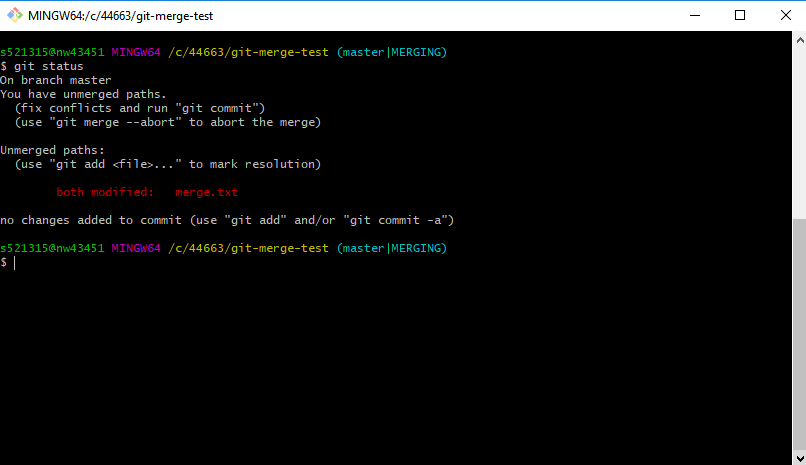 MINGW64:/c/44663/git-merge-test
s521315@nw43451 MINGW64 /c/44663/git-merge-test (master|MERGING)
$ git status
On branch master
You have unmerged paths.
  (fix conflicts and run "git commit")
  (use "git merge --abort" to abort the merge)
Unmerged paths:
  (use "git add <file>..." to mark resolution)
        both modified:   merge.txt
no changes added to commit (use "git add" and/or "git commit -a")
s521315@nw43451 MINGW64 /c/44663/git-merge-test (master|MERGING)
$